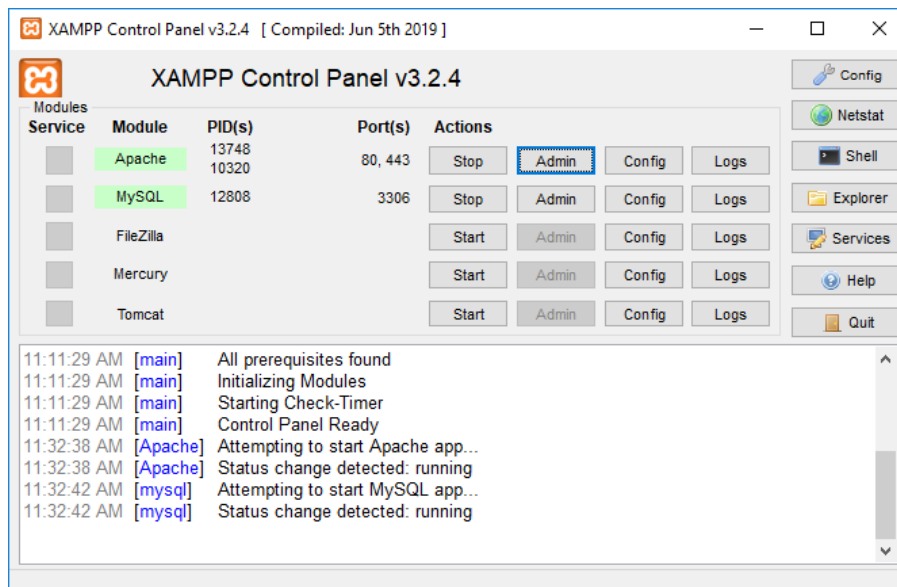 XAMPP Control Panel v3.2.4 [ Compiled: Jun 5th 2019 ]
XAMPP Control Panel v3.2.4
Config
Modules
Service Module PID(s) Port(s) Actions
Netstat
Apache 13748 10320 80, 443 Stop Admin Config Logs
Shell
MySQL 12808 3306 Stop Admin Config Logs
Explorer
FileZilla Start Admin Config Logs
Services
Mercury Start Admin Config Logs
Help
Tomcat Start Admin Config Logs
Quit
11:11:29 AM [main] All prerequisites found
11:11:29 AM [main] Initializing Modules
11:11:29 AM [main] Starting Check-Timer
11:11:29 AM [main] Control Panel Ready
11:32:38 AM [Apache] Attempting to start Apache app...
11:32:38 AM [Apache] Status change detected: running
11:32:42 AM [mysql] Attempting to start MySQL app...
11:32:42 AM [mysql] Status change detected: running